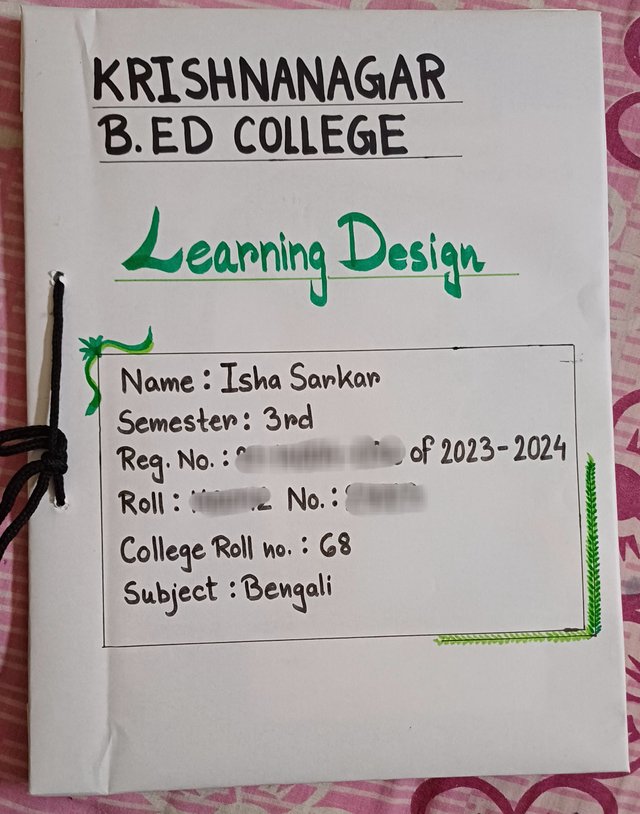 KRISHNANAGAR
B.ED COLLEGE
Learning Design
Name : Isha Sarkar
Semester : 3rd
Reg. No. : of 2023-2024
Roll : No. :
College Roll no. : 68
Subject : Bengali